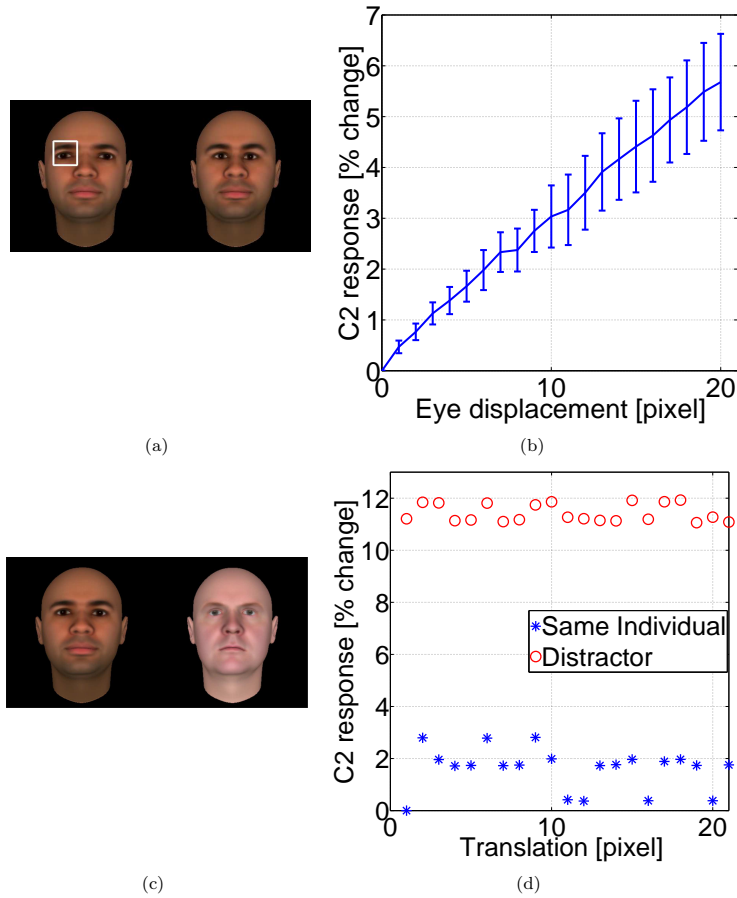 7
6
5
4
3
2
1
0
C2 response [% change]
0 10 20
Eye displacement [pixel]
(a)
(b)
12
10
8
6
4
2
0
C2 response [% change]
Same Individual
Distractor
0 10 20
Translation [pixel]
(c)
(d)